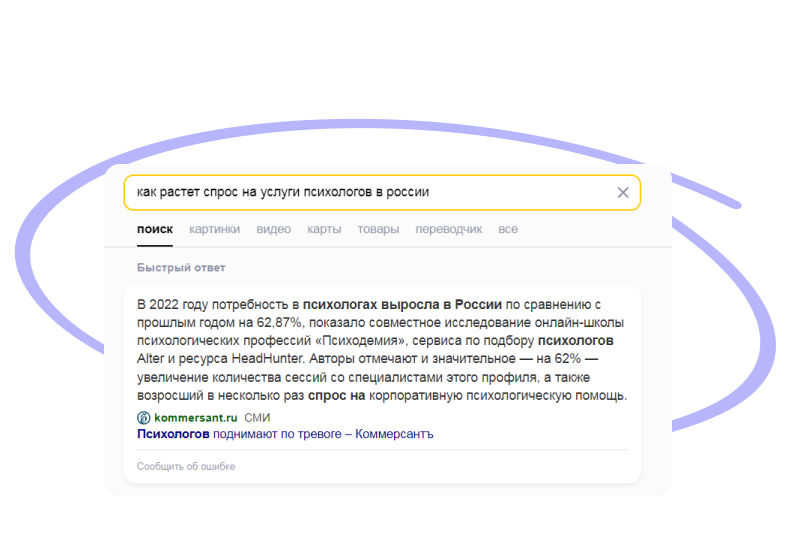 как растет спрос на услуги психологов в россии
поиск картинки видео карты товары переводчик все
Быстрый ответ
В 2022 году потребность в психологах выросла в России по сравнению с
прошлым годом на 62,87%, показало совместное исследование онлайн-школы
психологических профессий «Психодемия», сервиса по подбору психологов
Alter и ресурса HeadHunter. Авторы отмечают и значительное — на 62% —
увеличение количества сессий со специалистами этого профиля, а также
возросший в несколько раз спрос на корпоративную психологическую помощь.
kommersant.ru СМИ
Психологов поднимают по тревоге – Коммерсантъ
Сообщить об ошибке